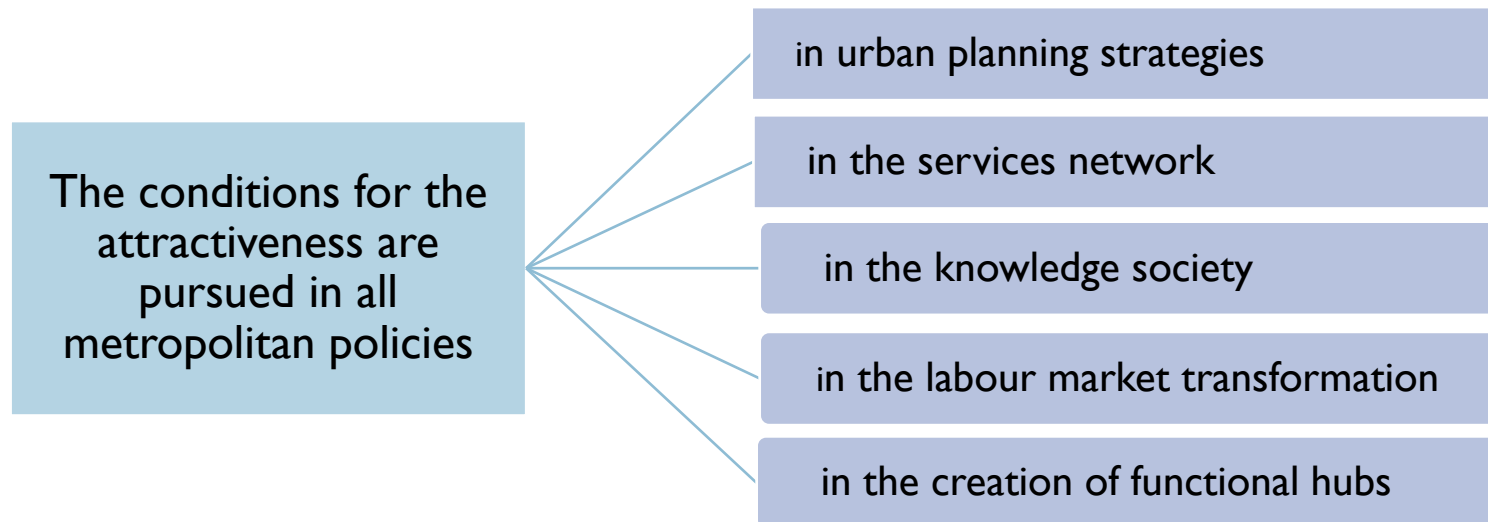 The conditions for the
attractiveness are
pursued in all
metropolitan policies
in urban planning strategies
in the services network
in the knowledge society
in the labour market transformation
in the creation of functional hubs